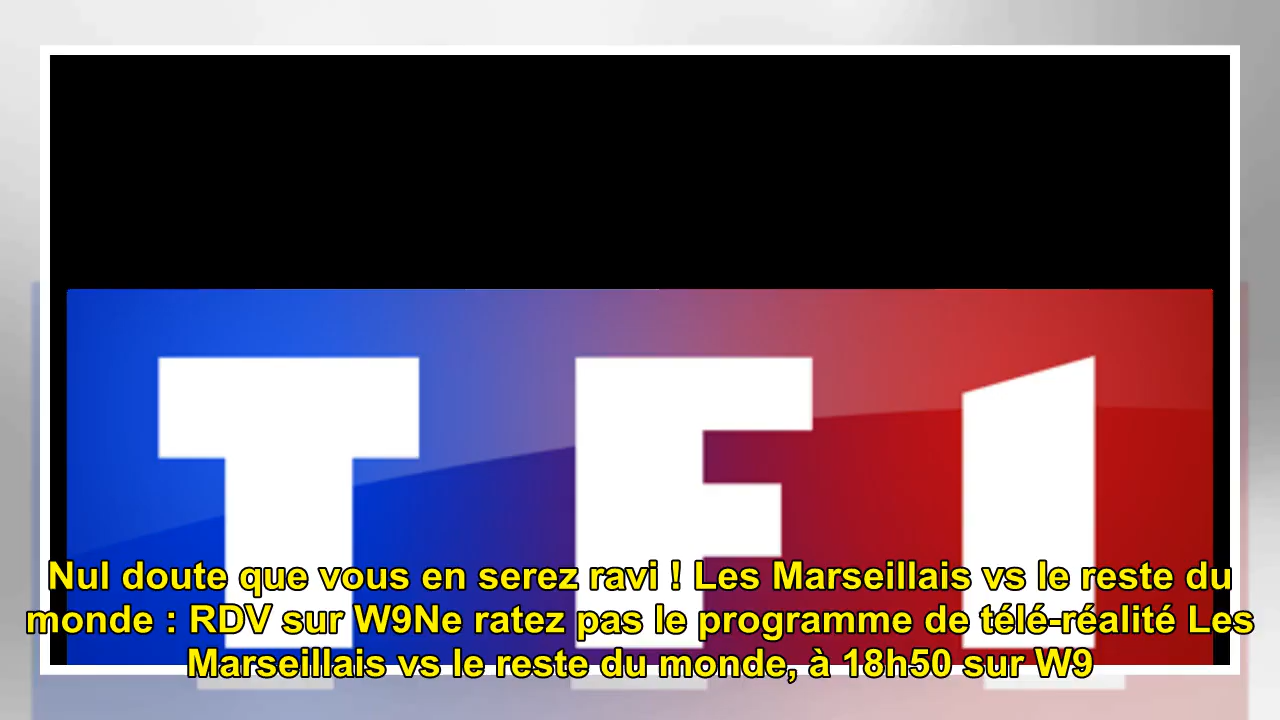 TF1
Nul doute que vous en serez ravi ! Les Marseillais vs le reste du
monde : RDV sur W9Ne ratez pas le programme de télé-réalité Les
Marseillais vs le reste du monde, à 18h50 sur W9